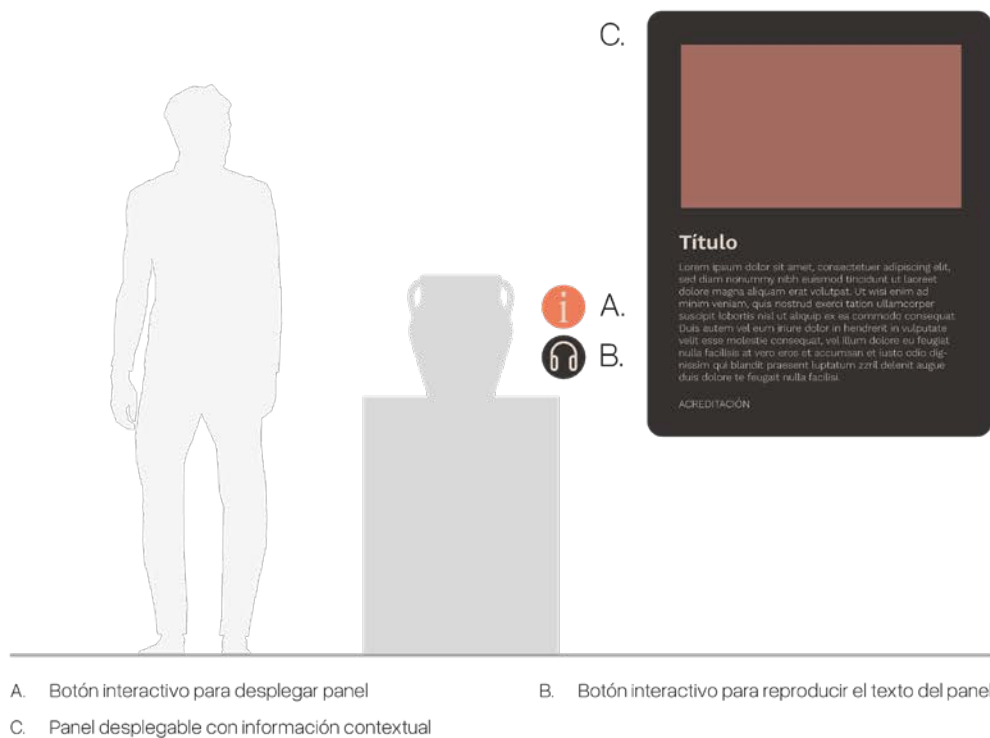 C.
Título
Lorem ipsum dolor sit amet, consectetuer adipiscing elit,
sed diam nonummy nibh euismod tincidunt ut laoreet
dolore magna aliquam erat volutpat. Ut wisi enim ad
minim veniam, quis nostrud exerci tation ullamcorper
suscipit lobortis nisl ut aliquip ex ea commodo consequat.
Duis autem vel eum iriure dolor in hendrerit in vulputate
velit esse molestie consequat, vel illum dolore eu feugiat
nulla facilisis at vero eros et accumsan et iusto odio dig-
nissim qui blandit praesent luptatum zzril delenit augue
duis dolore te feugait nulla facilisi.
ACREDITACIÓN
i A.
B.
A. Botón interactivo para desplegar panel
B. Botón interactivo para reproducir el texto del panel
C. Panel desplegable con información contextual